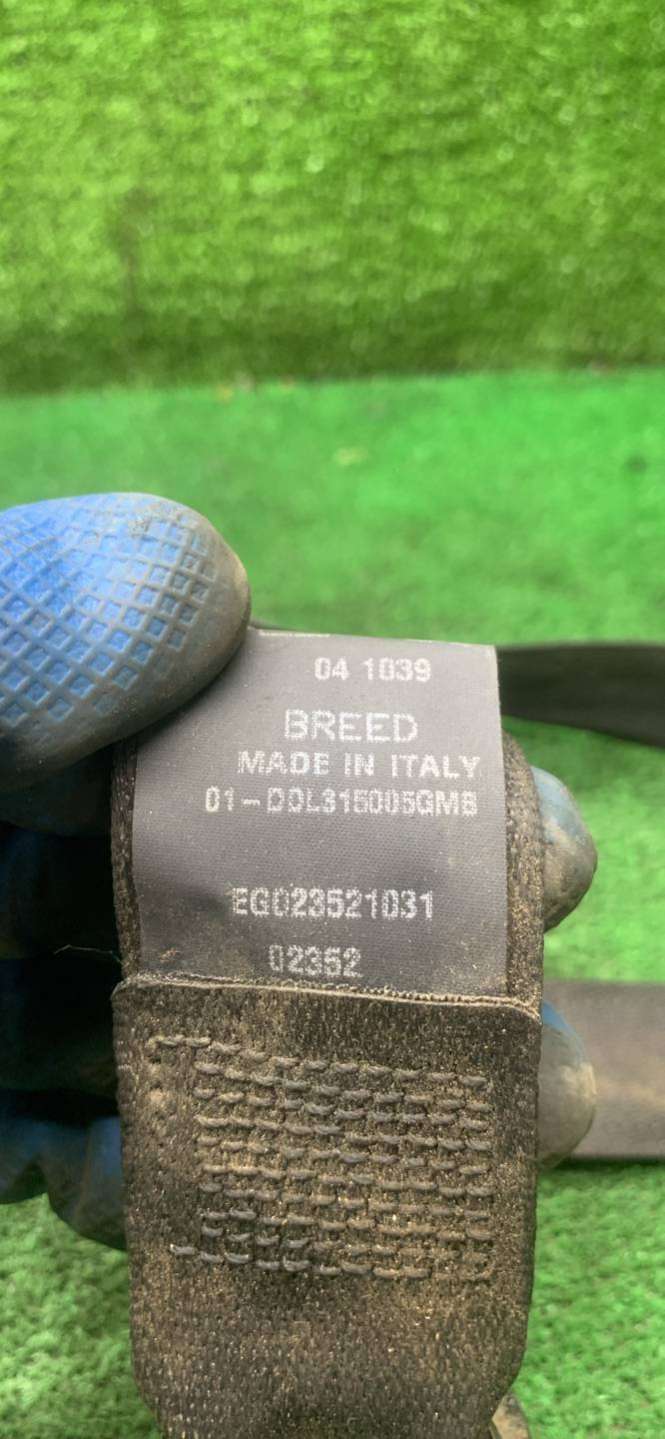 04 1039
BREED
MADE IN ITALY
01-DDL315005GMB
EG023521031
02352